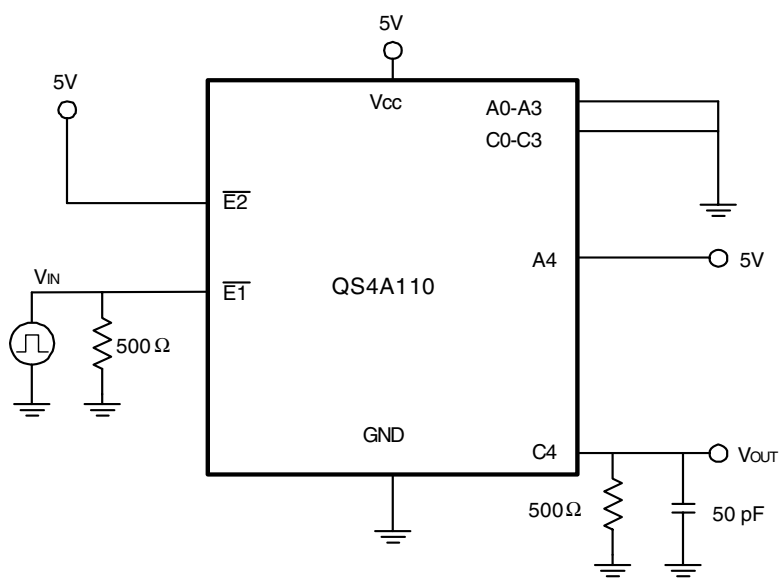 5V
5V
Vcc
A0-A3
C0-C3
E2
A4
5V
VIN
E1
QS4A110
500Ω
GND
C4
VOUT
500Ω
50 pF